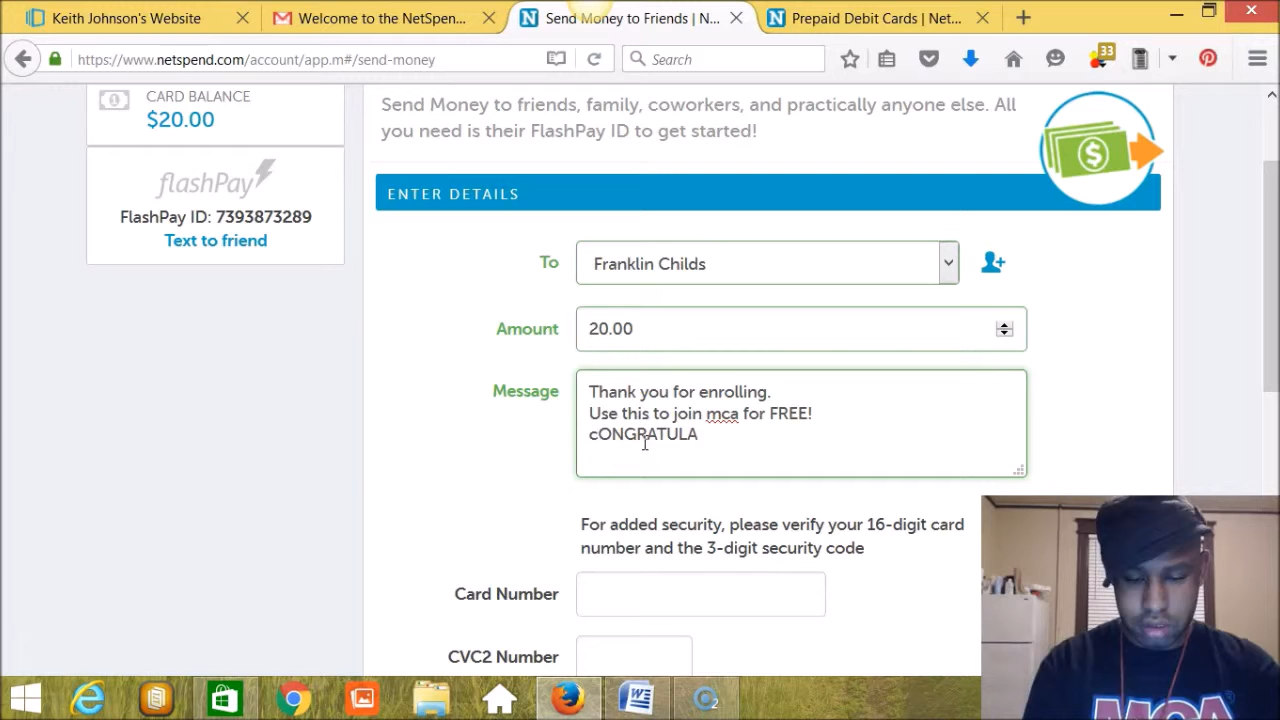 Keith Johnson's Website
Welcome to the NetSpen...
Send Money to Friends | N...
Prepaid Debit Cards | Net...
https://www.netspend.com/account/app.m#/send-money
Search
33
CARD BALANCE
$20.00
flashPay
FlashPay ID: 7393873289
Text to friend
Send Money to friends, family, coworkers, and practically anyone else. All
you need is their FlashPay ID to get started!
ENTER DETAILS
To
Franklin Childs
Amount
20.00
Message
Thank you for enrolling.
Use this to join mca for FREE!
cONGRATULA
For added security, please verify your 16-digit card
number and the 3-digit security code
Card Number
CVC2 Number
MCA